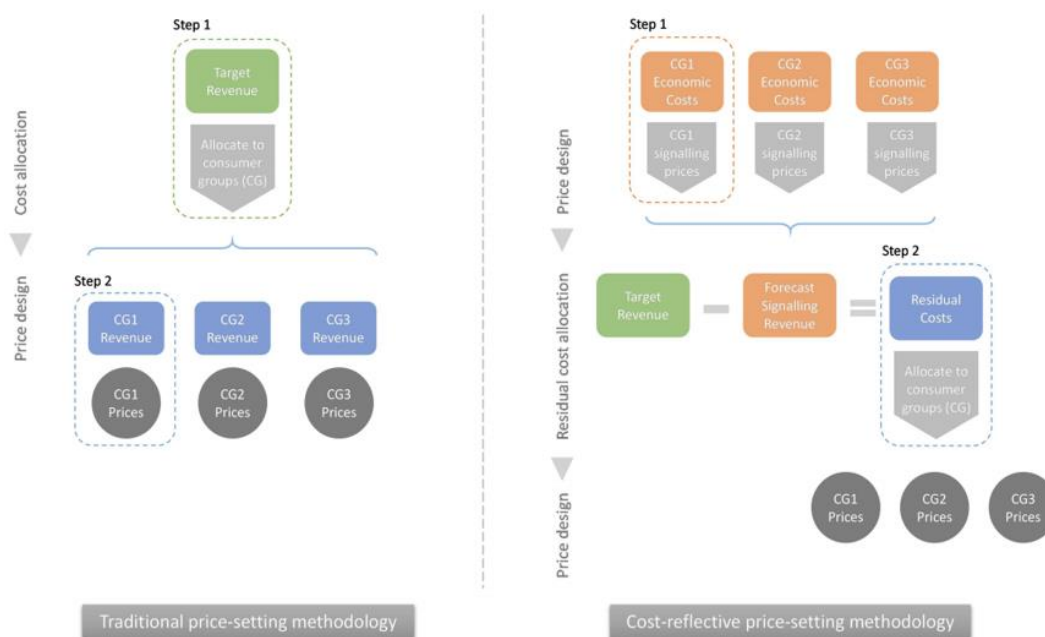 Step 1
Target
Revenue
Allocate to
consumer
groups (CG)
Cost allocation
Price design
Step 2
CG1
Revenue
CG2
Revenue
CG3
Revenue
CG1
Prices
CG2
Prices
CG3
Prices
Traditional price-setting methodology
Step 1
CG1
Economic
Costs
CG2
Economic
Costs
CG3
Economic
Costs
CG1
signalling
prices
CG2
signalling
prices
CG3
signalling
prices
Price design
Residual cost allocation
Price design
Step 2
Target
Revenue
Forecast
Signalling
Revenue
Residual
Costs
Allocate to
consumer
groups (CG)
CG1
Prices
CG2
Prices
CG3
Prices
Cost-reflective price-setting methodology